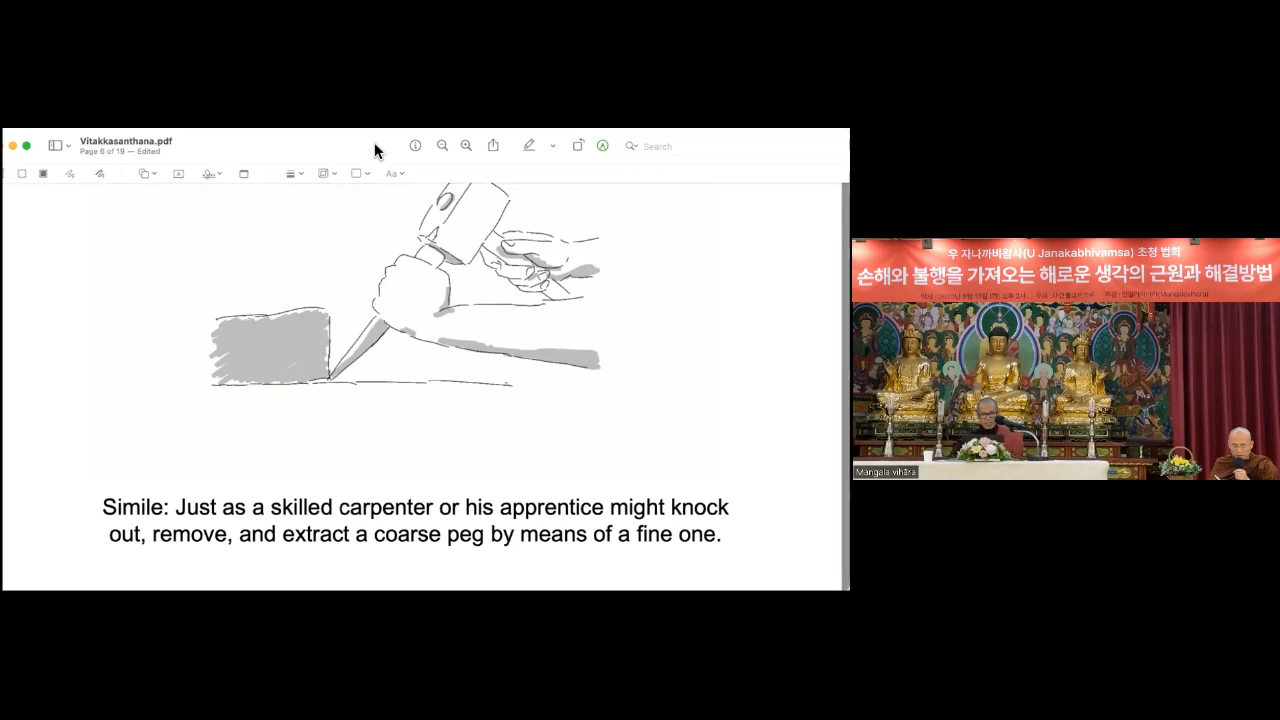 Vitakkasanthana.pdf
Page 6 of 19 — Edited
Search
Aa
Simile: Just as a skilled carpenter or his apprentice might knock
out, remove, and extract a coarse peg by means of a fine one.
우 자나까비왕사(U Janakabhivamsa) 초청 법회
손해와 불행을 가져오는 해로운 생각의 근원과 해결방법
Mangala vihāra